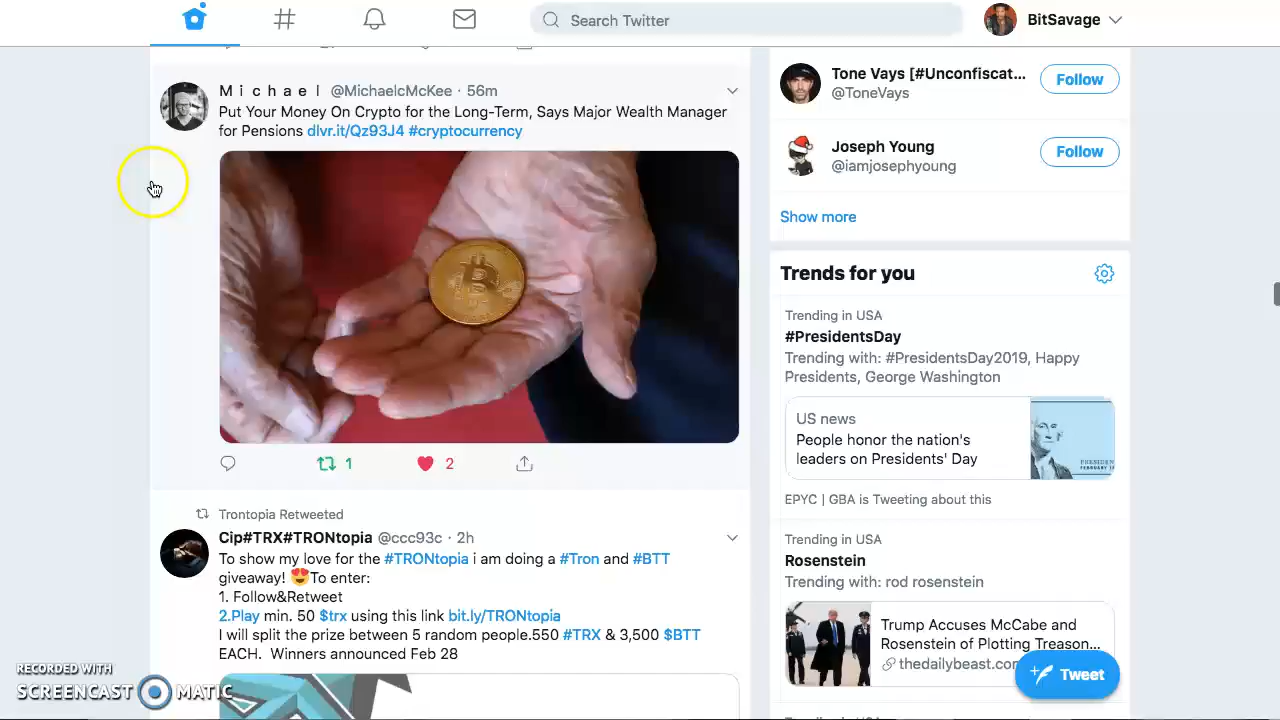 Search Twitter
BitSavage
M i c h a e l @MichaelcMcKee · 56m
Put Your Money On Crypto for the Long-Term, Says Major Wealth Manager
for Pensions dlvr.it/Qz93J4 #cryptocurrency
1 2
Trontopia Retweeted
Cip#TRX#TRONtopia @ccc93c · 2h
To show my love for the #TRONtopia i am doing a #Tron and #BTT
giveaway! 😍To enter:
1. Follow&Retweet
2.Play min. 50 $trx using this link bit.ly/TRONtopia
I will split the prize between 5 random people.550 #TRX & 3,500 $BTT
EACH. Winners announced Feb 28
Tone Vays [#Unconfiscat...
@ToneVays
Follow
Joseph Young
@iamjosephyoung
Follow
Show more
Trends for you
Trending in USA
#PresidentsDay
Trending with: #PresidentsDay2019, Happy
Presidents, George Washington
US news
People honor the nation's
leaders on Presidents' Day
EPYC | GBA is Tweeting about this
Trending in USA
Rosenstein
Trending with: rod rosenstein
Trump Accuses McCabe and
Rosenstein of Plotting Treason...
thedailybeast.com
Tweet
RECORDED WITH
SCREENCAST MATIC